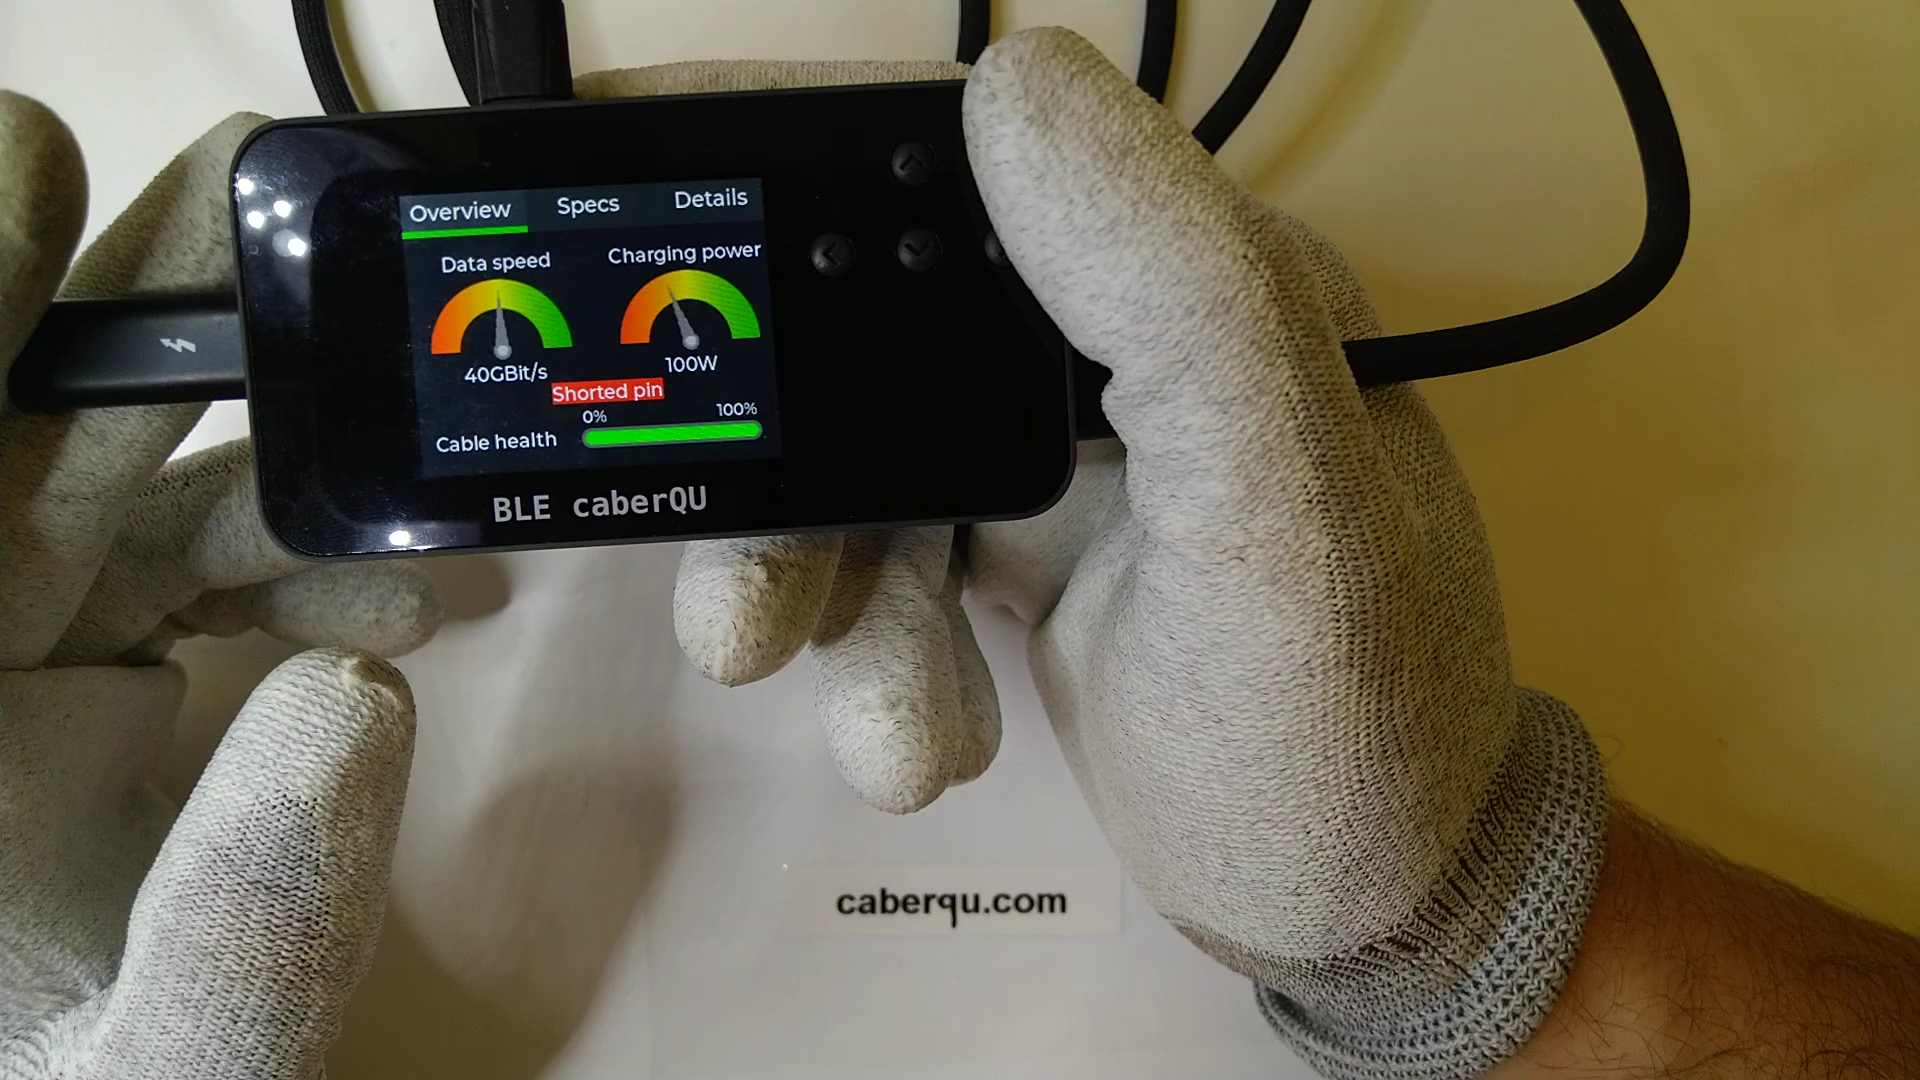 Overview Specs Details
Data speed Charging power
40GBit/s 100W
Shorted pin
0% 100%
Cable health
BLE caberQU
caberqu.com